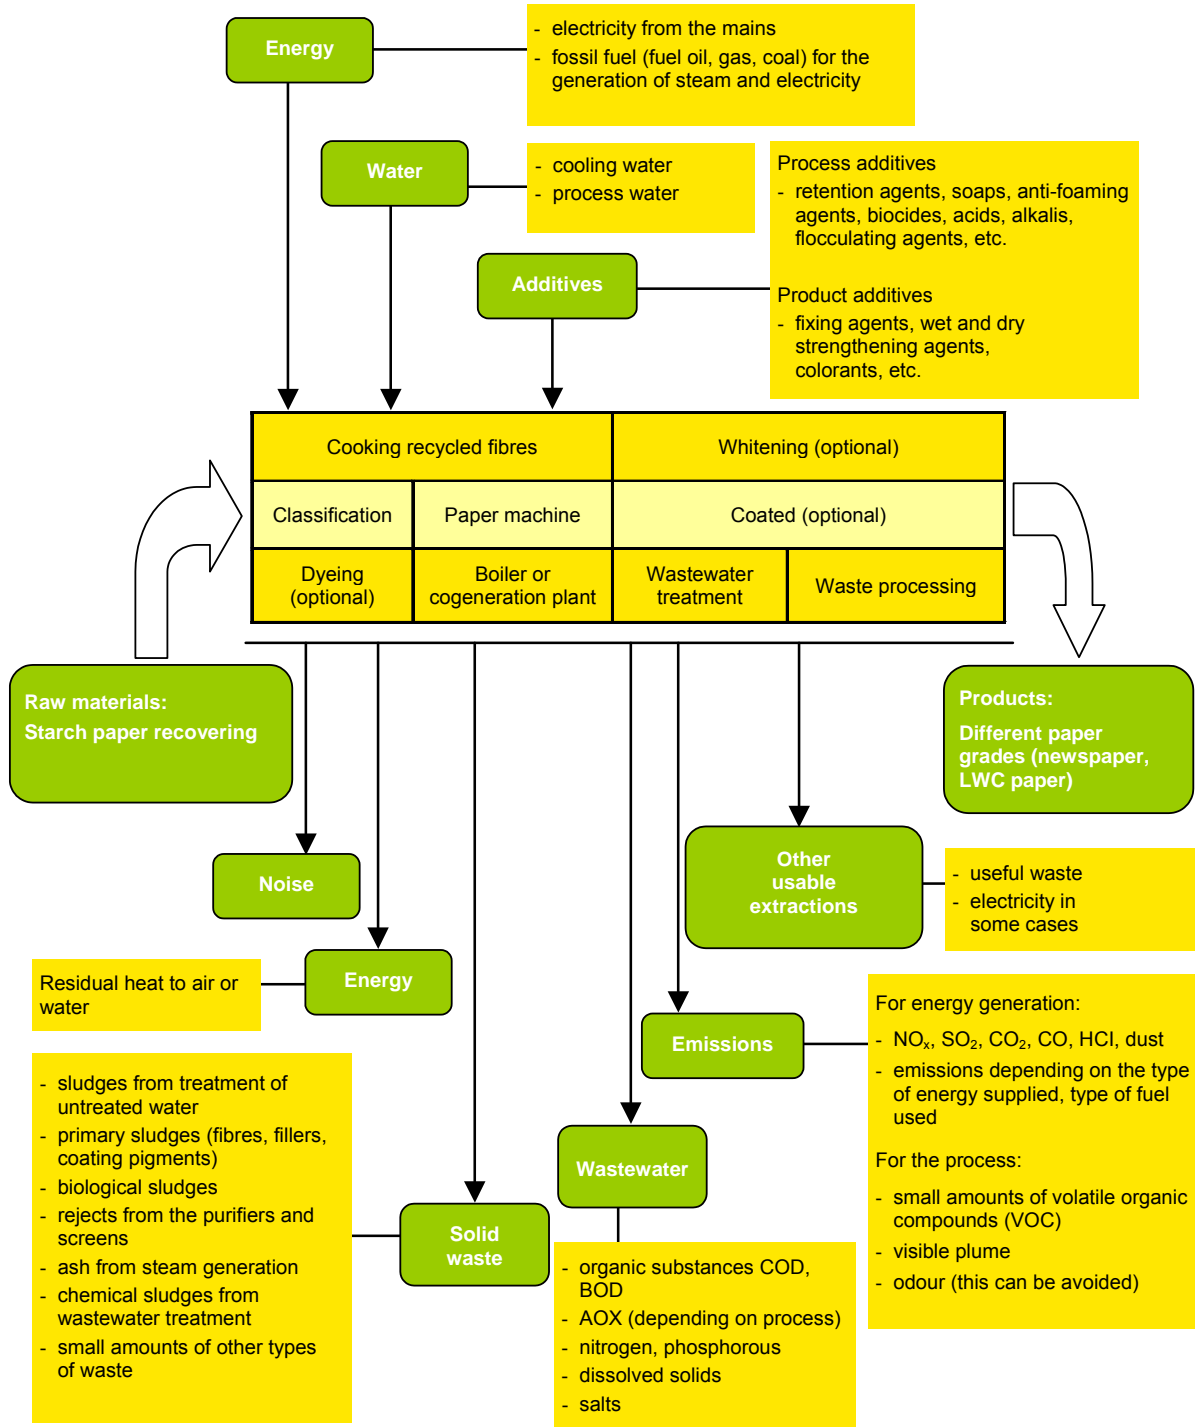 Energy
- electricity from the mains
- fossil fuel (fuel oil, gas, coal) for the
generation of steam and electricity
Water
- cooling water
- process water
Process additives
- retention agents, soaps, anti-foaming
agents, biocides, acids, alkalis,
flocculating agents, etc.
Additives
Product additives
- fixing agents, wet and dry
strengthening agents,
colorants, etc.
Cooking recycled fibres
Whitening (optional)
Classification
Paper machine
Coated (optional)
Dyeing
(optional)
Boiler or
cogeneration plant
Wastewater
treatment
Waste processing
Raw materials:
Starch paper recovering
Products:
Different paper
grades (newspaper,
LWC paper)
Noise
Other
usable
extractions
- useful waste
- electricity in
some cases
Residual heat to air or
water
Energy
Emissions
For energy generation:
- NOx, SO2, CO2, CO, HCI, dust
- emissions depending on the type
of energy supplied, type of fuel
used
For the process:
- small amounts of volatile organic
compounds (VOC)
- visible plume
- odour (this can be avoided)
- sludges from treatment of
untreated water
- primary sludges (fibres, fillers,
coating pigments)
- biological sludges
- rejects from the purifiers and
screens
- ash from steam generation
- chemical sludges from
wastewater treatment
- small amounts of other types
of waste
Solid
waste
Wastewater
- organic substances COD,
BOD
- AOX (depending on process)
- nitrogen, phosphorous
- dissolved solids
- salts